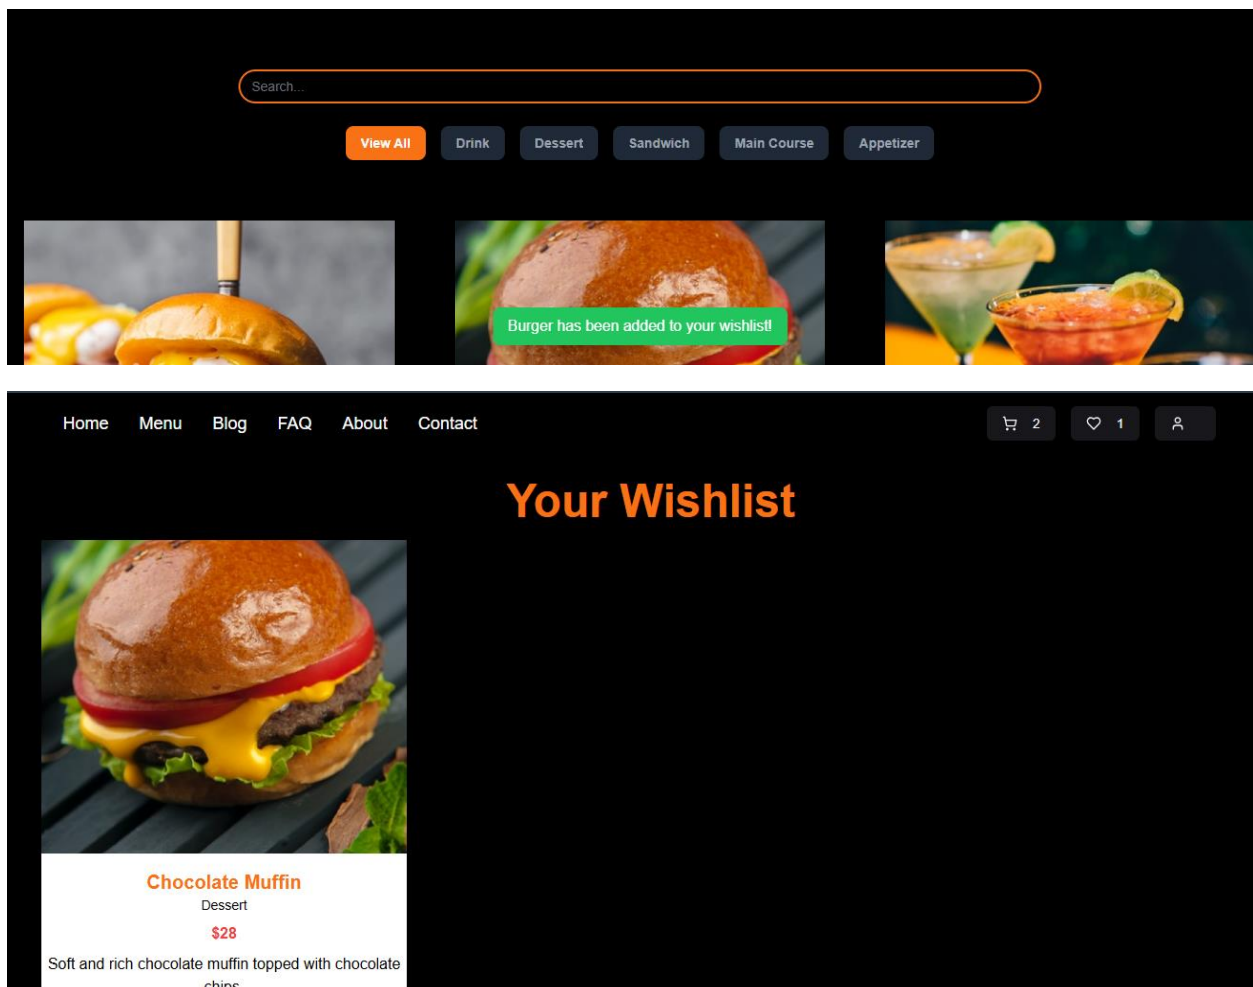 Search...
View All Drink Dessert Sandwich Main Course Appetizer
Burger has been added to your wishlist!
Home Menu Blog FAQ About Contact 2 1
Your Wishlist
Chocolate Muffin
Dessert
$28
Soft and rich chocolate muffin topped with chocolate
chips